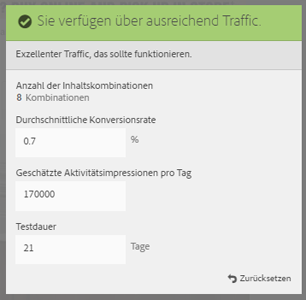 Sie verfügen über ausreichend Traffic.
Exzellenter Traffic, das sollte funktionieren.
Anzahl der Inhaltskombinationen
8 Kombinationen
Durchschnittliche Konversionsrate
0.7 %
Geschätzte Aktivitätsimpressionen pro Tag
170000
Testdauer
21 Tage
Zurücksetzen